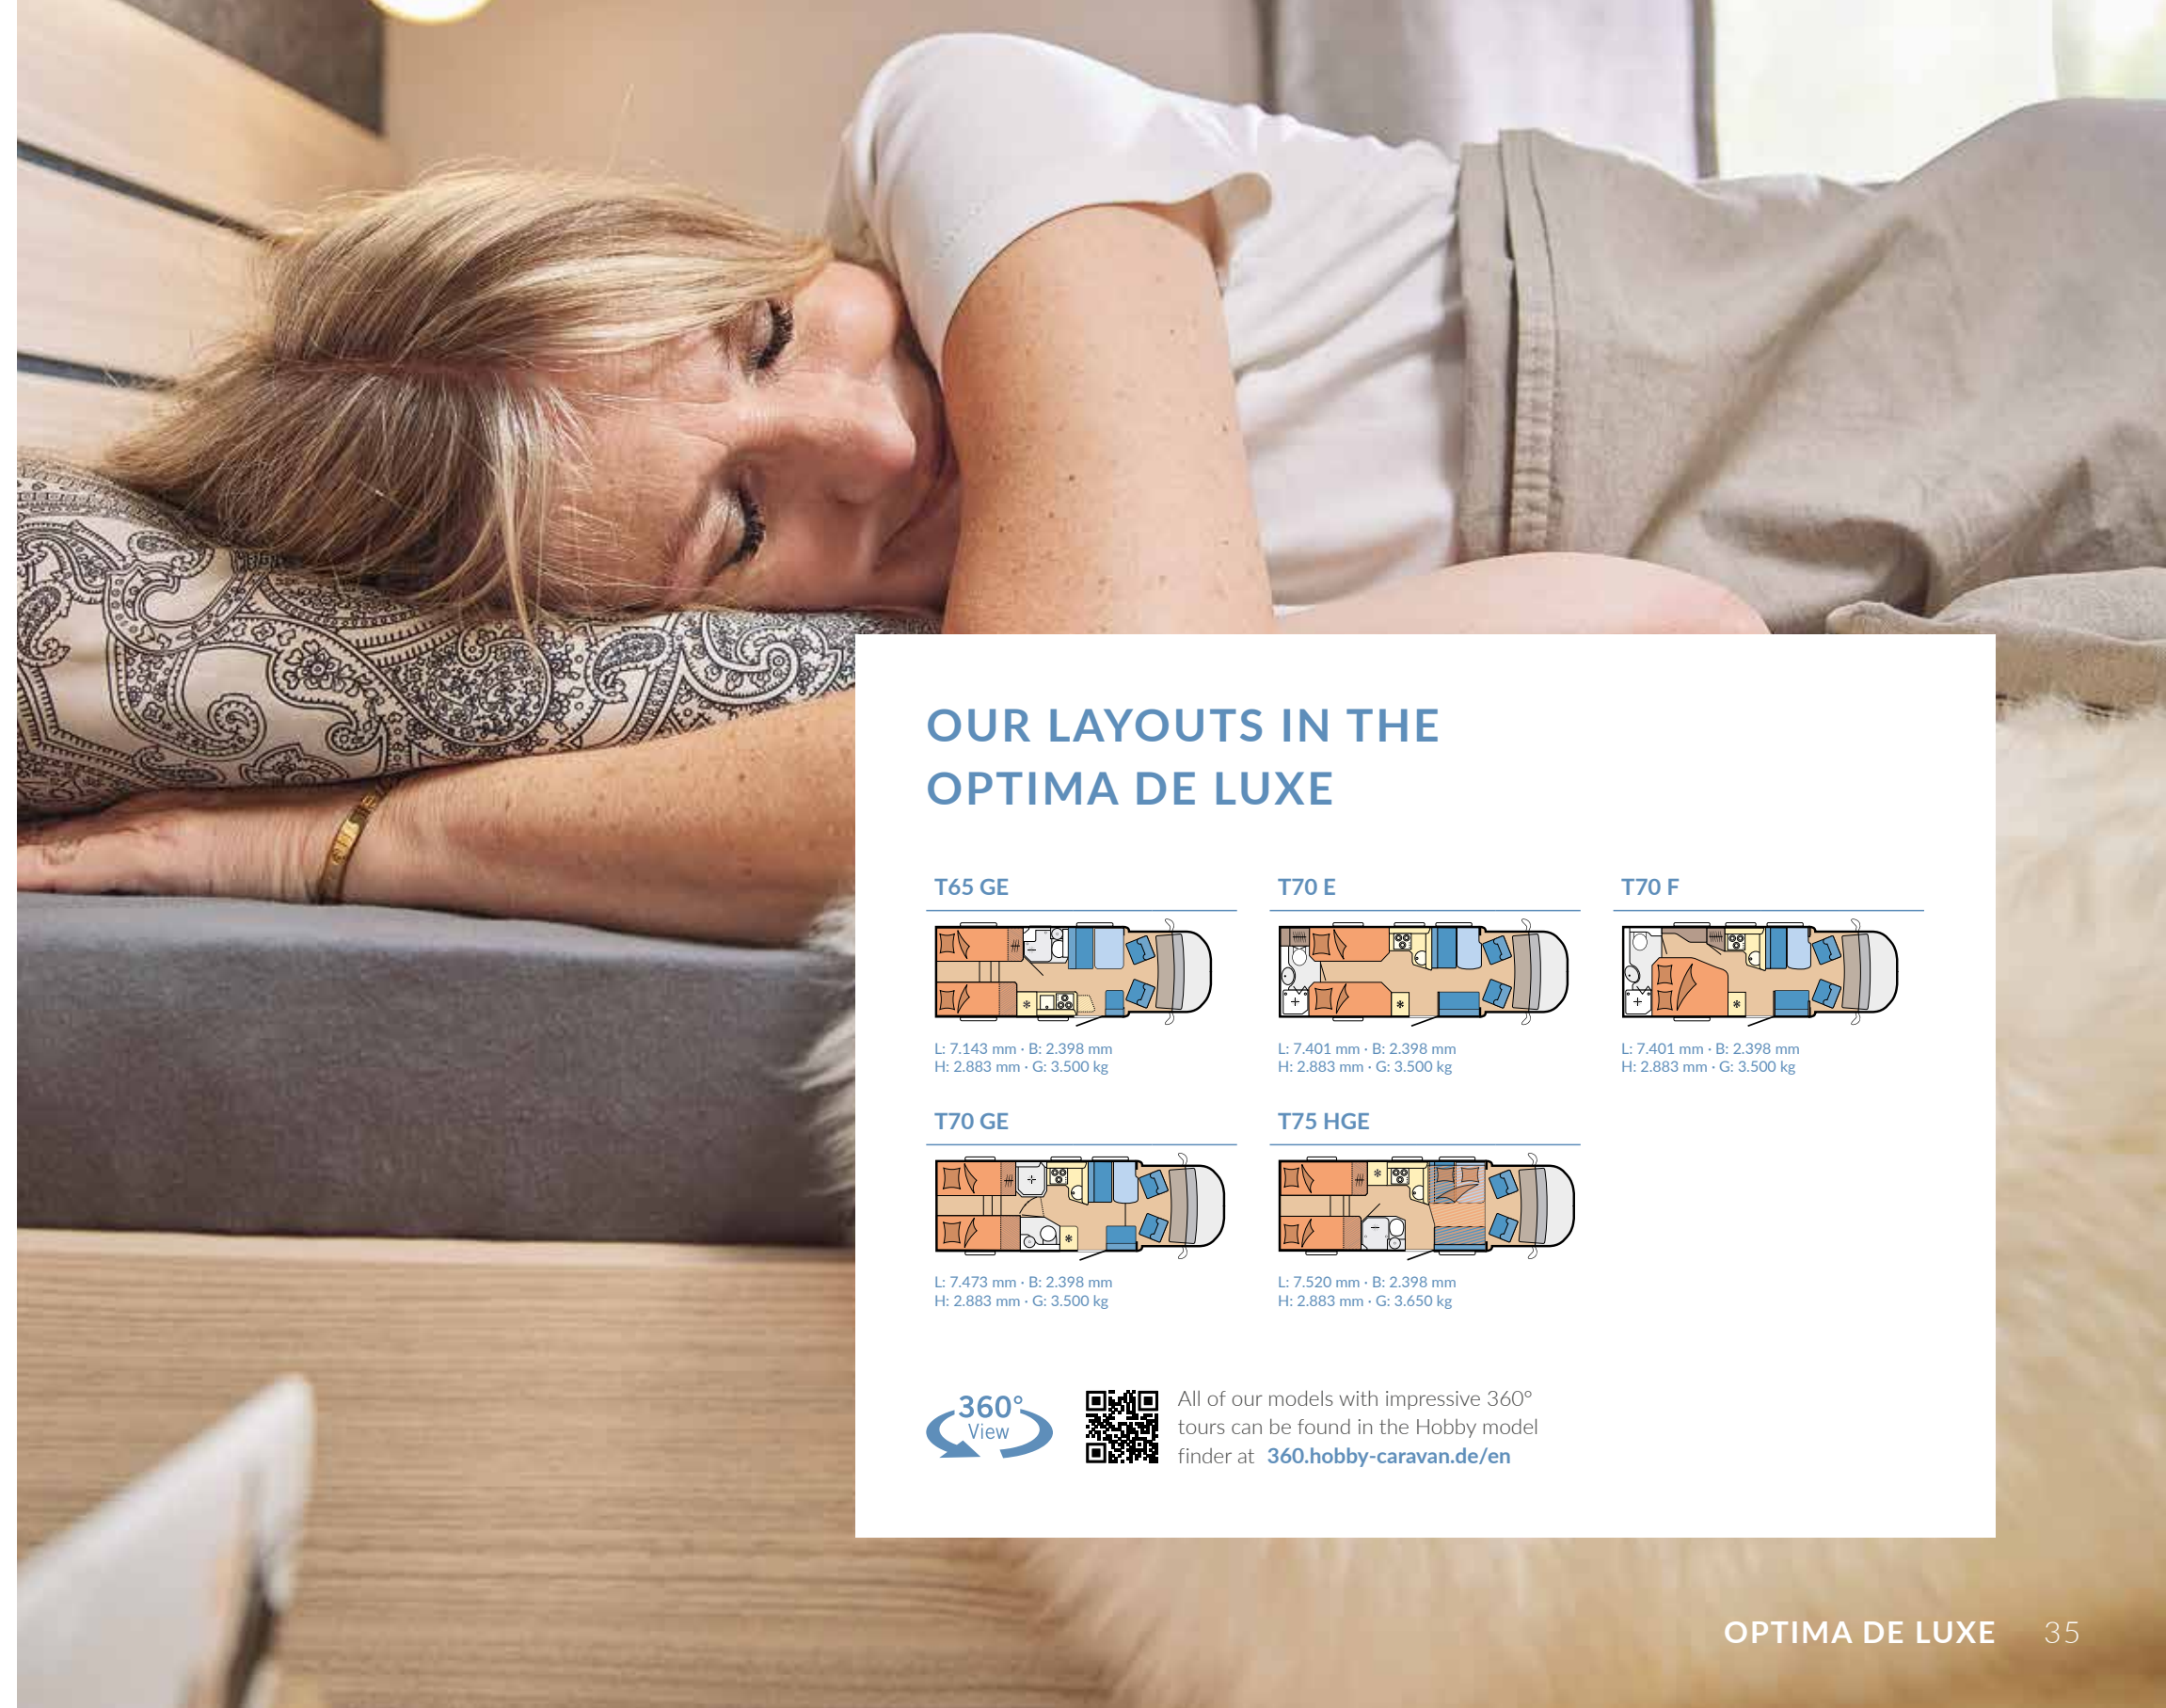 OUR LAYOUTS IN THE
OPTIMA DE LUXE
T65 GE
L: 7.143 mm · B: 2.398 mm
H: 2.883 mm · G: 3.500 kg
T70 E
L: 7.401 mm · B: 2.398 mm
H: 2.883 mm · G: 3.500 kg
T70 F
L: 7.401 mm · B: 2.398 mm
H: 2.883 mm · G: 3.500 kg
T70 GE
L: 7.473 mm · B: 2.398 mm
H: 2.883 mm · G: 3.500 kg
T75 HGE
L: 7.520 mm · B: 2.398 mm
H: 2.883 mm · G: 3.650 kg
360°
View
All of our models with impressive 360°
tours can be found in the Hobby model
finder at 360.hobby-caravan.de/en
OPTIMA DE LUXE 35